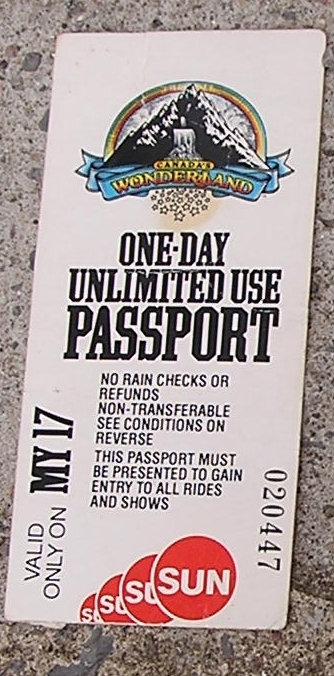 CANADA'S
WONDERLAND
ONE-DAY
UNLIMITED USE
PASSPORT
NO RAIN CHECKS OR
REFUNDS
NON-TRANSFERABLE
SEE CONDITIONS ON
REVERSE
THIS PASSPORT MUST
BE PRESENTED TO GAIN
ENTRY TO ALL RIDES
AND SHOWS
VALID
ONLY ON MY 17
020447
S
SU
SU
SUN